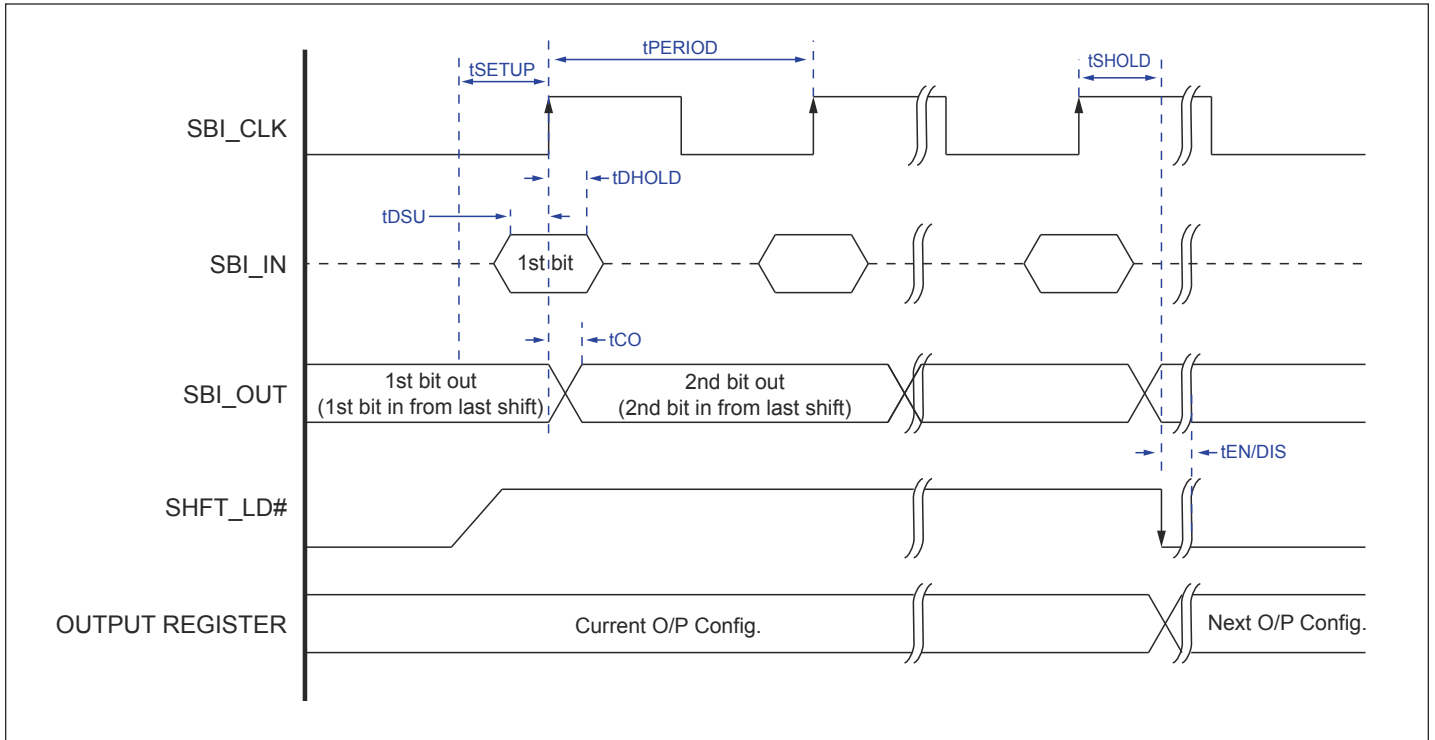 tPERIOD
tSETUP
tSHOLD
SBI_CLK
tDHOLD
tDSU
SBI_IN
1st bit
tCO
SBI_OUT
1st bit out
(1st bit in from last shift)
2nd bit out
(2nd bit in from last shift)
tEN/DIS
SHFT_LD#
OUTPUT REGISTER
Current O/P Config.
Next O/P Config.